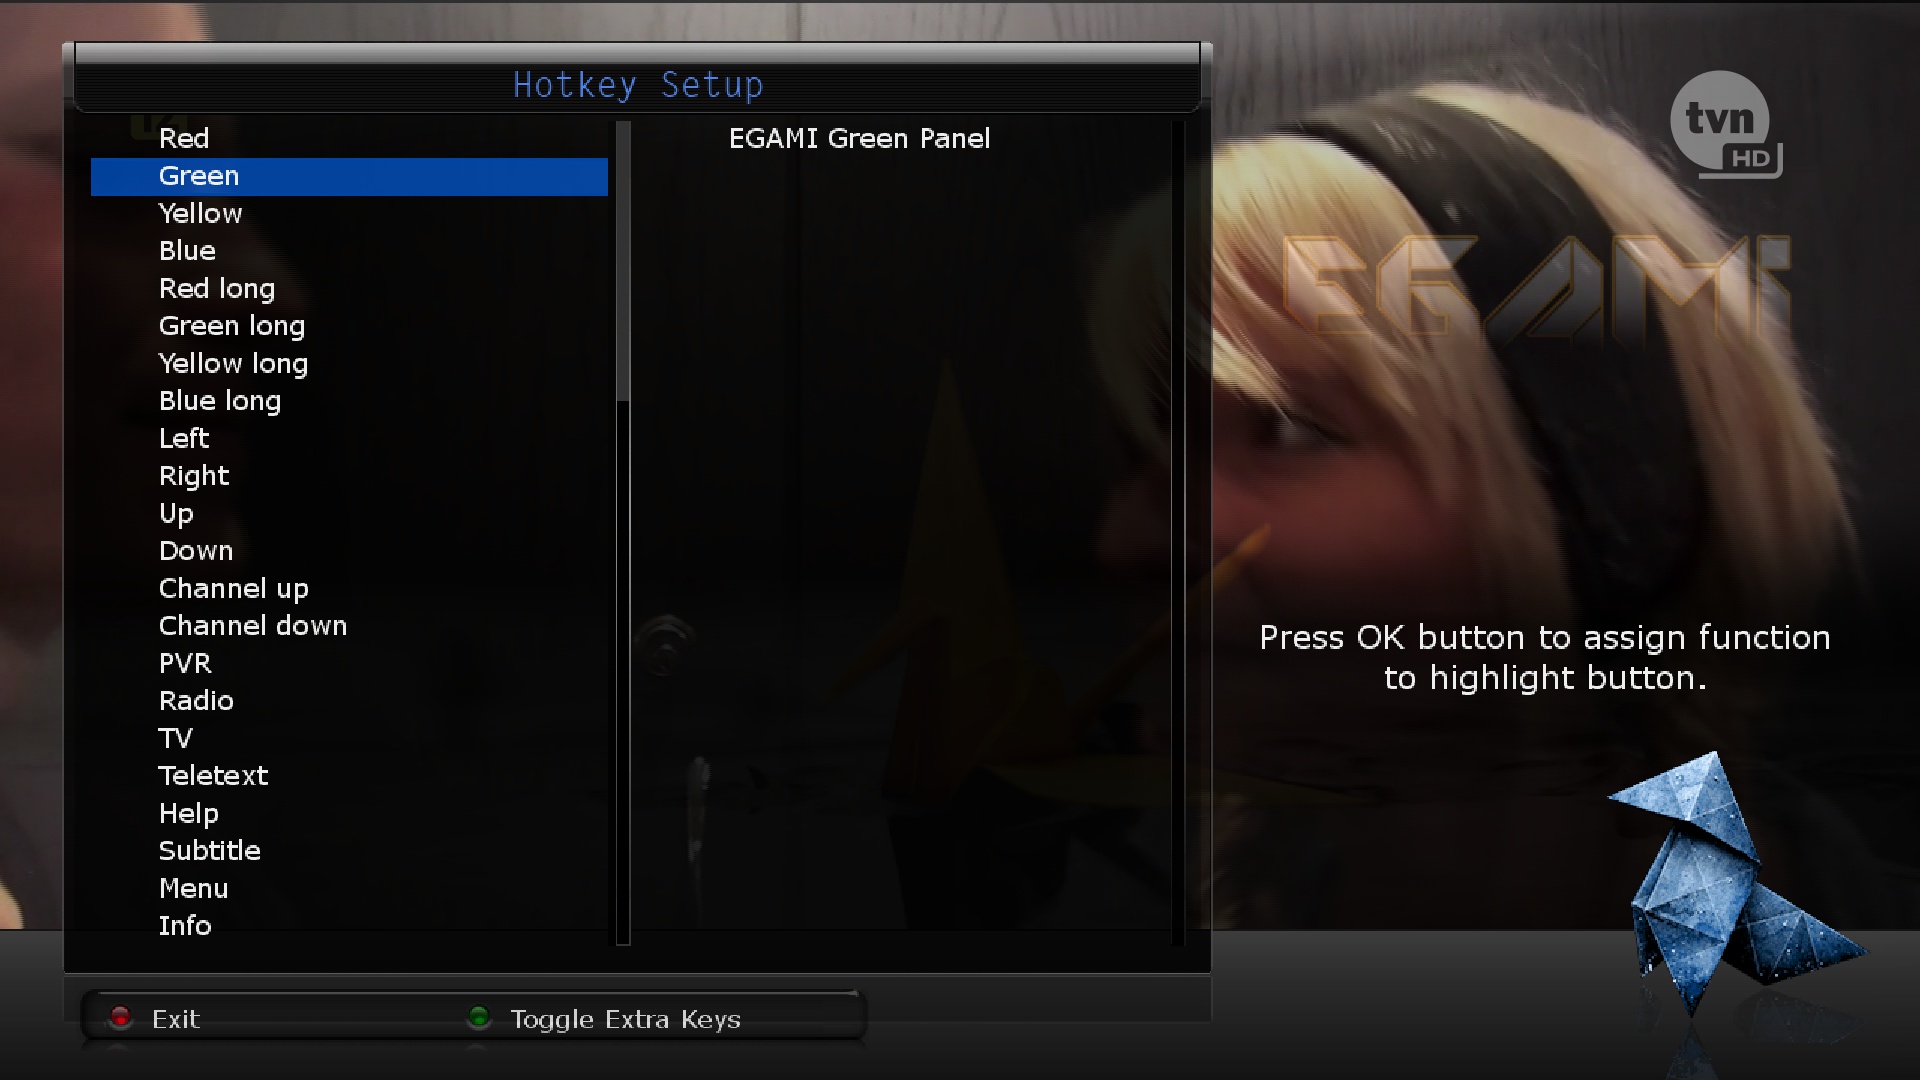 Hotkey Setup
Red
Green
Yellow
Blue
Red long
Green long
Yellow long
Blue long
Left
Right
Up
Down
Channel up
Channel down
PVR
Radio
TV
Teletext
Help
Subtitle
Menu
Info
EGAMI Green Panel
tvn
HD
EGAMI
Press OK button to assign function
to highlight button.
Exit
Toggle Extra Keys